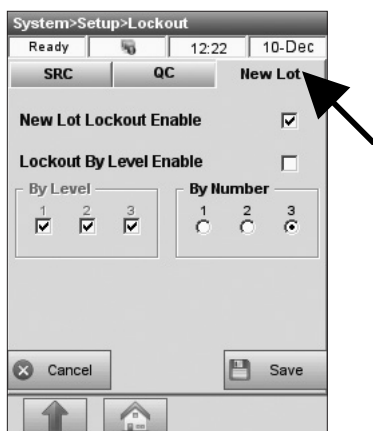 System>Setup>Lockout
Ready 12:22 10-Dec
SRC QC New Lot
New Lot Lockout Enable
Lockout By Level Enable
By Level By Number
1 2 3 1 2 3
Cancel Save